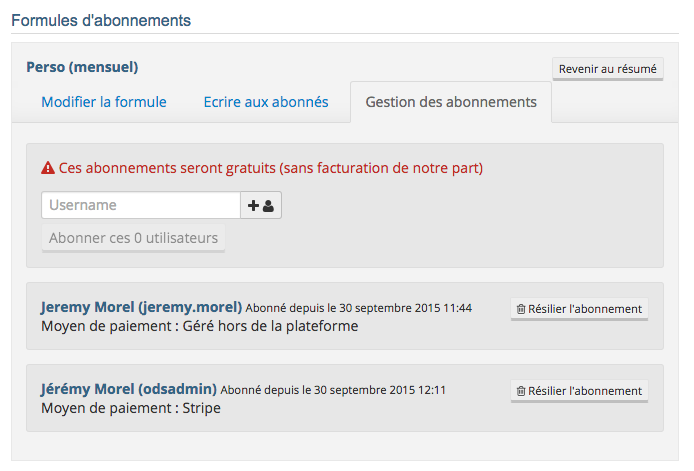 Formules d'abonnements
Perso (mensuel)
Revenir au résumé
Modifier la formule
Ecrire aux abonnés
Gestion des abonnements
Ces abonnements seront gratuits (sans facturation de notre part)
Username
Abonner ces 0 utilisateurs
Jeremy Morel (jeremy.morel) Abonné depuis le 30 septembre 2015 11:44
Résilier l'abonnement
Moyen de paiement : Géré hors de la plateforme
Jérémy Morel (odsadmin) Abonné depuis le 30 septembre 2015 12:11
Résilier l'abonnement
Moyen de paiement : Stripe